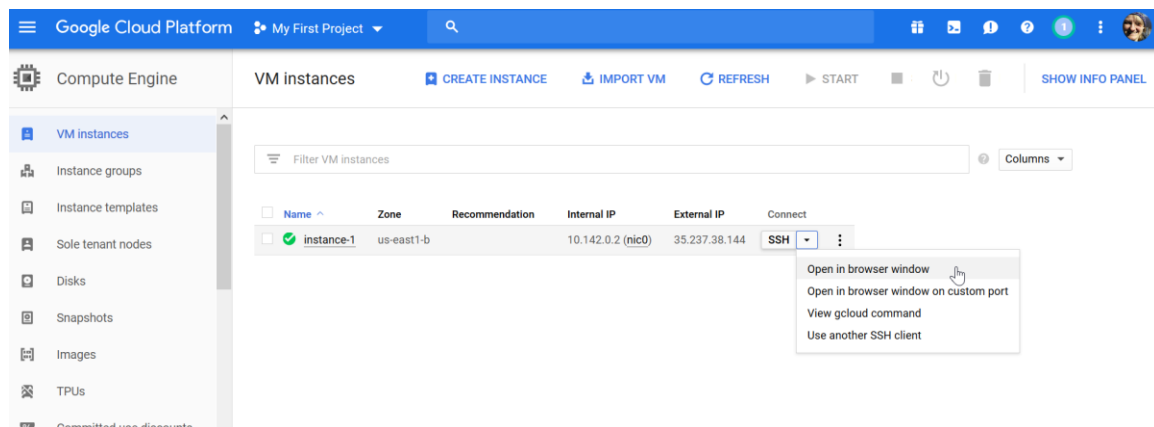 Google Cloud Platform My First Project 1
Compute Engine VM instances CREATE INSTANCE IMPORT VM REFRESH START SHOW INFO PANEL
VM instances
Instance groups
Instance templates
Sole tenant nodes
Disks
Snapshots
Images
TPUs
Committed use discounts
Filter VM instances Columns
Name Zone Recommendation Internal IP External IP Connect
instance-1 us-east1-b 10.142.0.2 (nic0) 35.237.38.144 SSH
Open in browser window
Open in browser window on custom port
View gcloud command
Use another SSH client